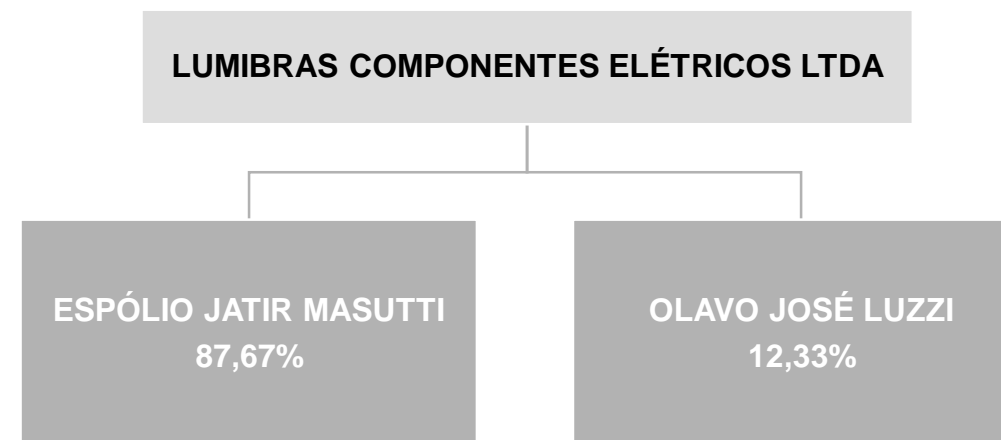 LUMIBRAS COMPONENTES ELÉTRICOS LTDA
ESPÓLIO JATIR MASUTTI
87,67%
OLAVO JOSÉ LUZZI
12,33%